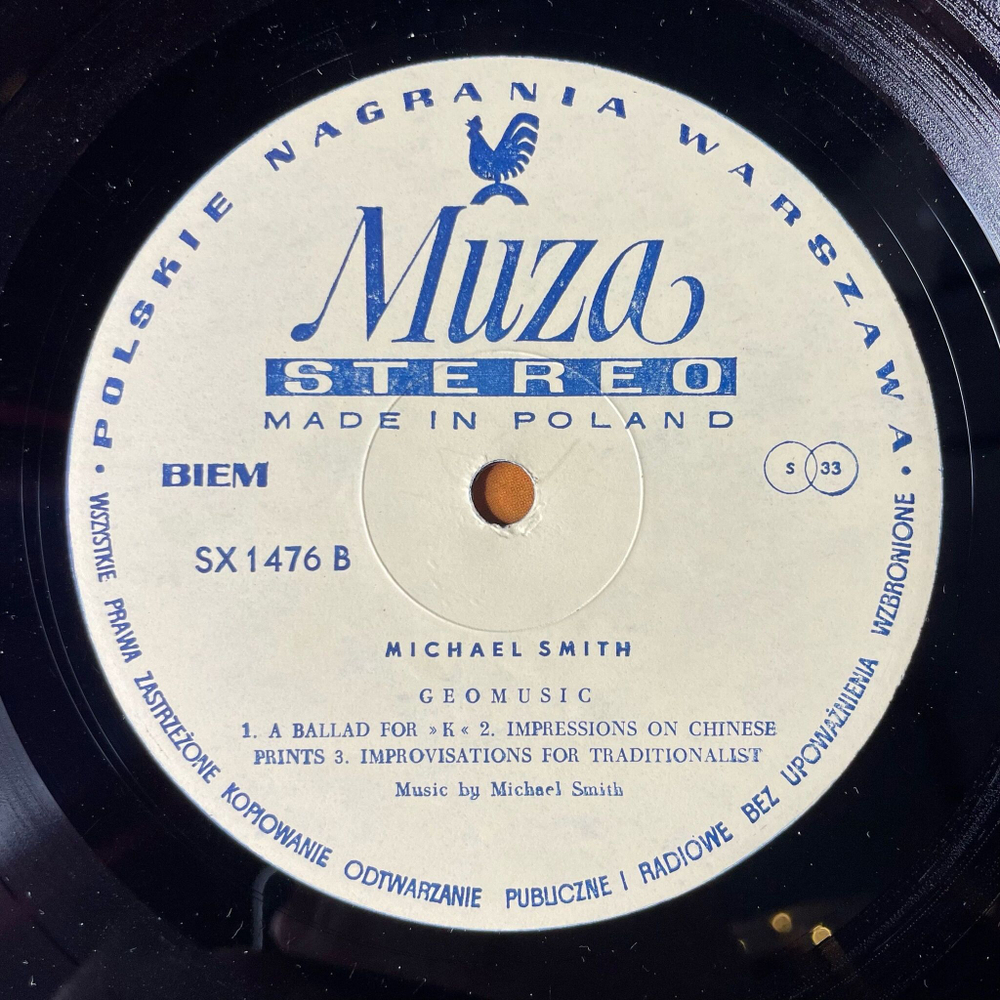 • POLSKIE NAGRANIA WARSZAWA •
Muza
STEREO
MADE IN POLAND
BIEM
S 33
SX 1476 B
MICHAEL SMITH
GEOMUSIC
1. A BALLAD FOR »K« 2. IMPRESSIONS ON CHINESE
PRINTS 3. IMPROVISATIONS FOR TRADITIONALIST
Music by Michael Smith
WSZYSTKIE PRAWA ZASTRZEŻONE KOPIOWANIE ODTWARZANIE PUBLICZNE I RADIOWE BEZ UPOWAŻNIENIA WZBRONIONE